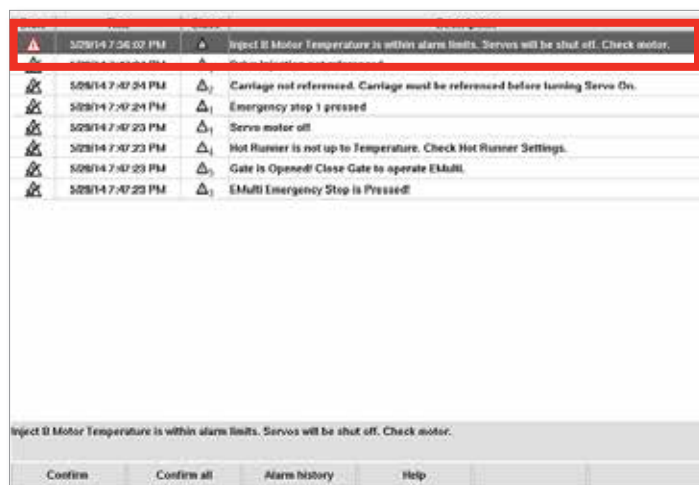 5/29/14 7:56:02 PM Inject B Motor Temperature is within alarm limits. Servos will be shut off. Check motor.
5/29/14 7:47:24 PM 2 Carriage not referenced. Carriage must be referenced before turning Servo On.
5/29/14 7:47:24 PM 1 Emergency stop 1 pressed
5/29/14 7:47:23 PM 1 Servo motor off
5/29/14 7:47:23 PM 4 Hot Runner is not up to Temperature. Check Hot Runner Settings.
5/29/14 7:47:23 PM 5 Gate is Opened! Close Gate to operate EMulti.
5/29/14 7:47:23 PM 3 EMulti Emergency Stop is Pressed!
Inject B Motor Temperature is within alarm limits. Servos will be shut off. Check motor.
Confirm Confirm all Alarm history Help